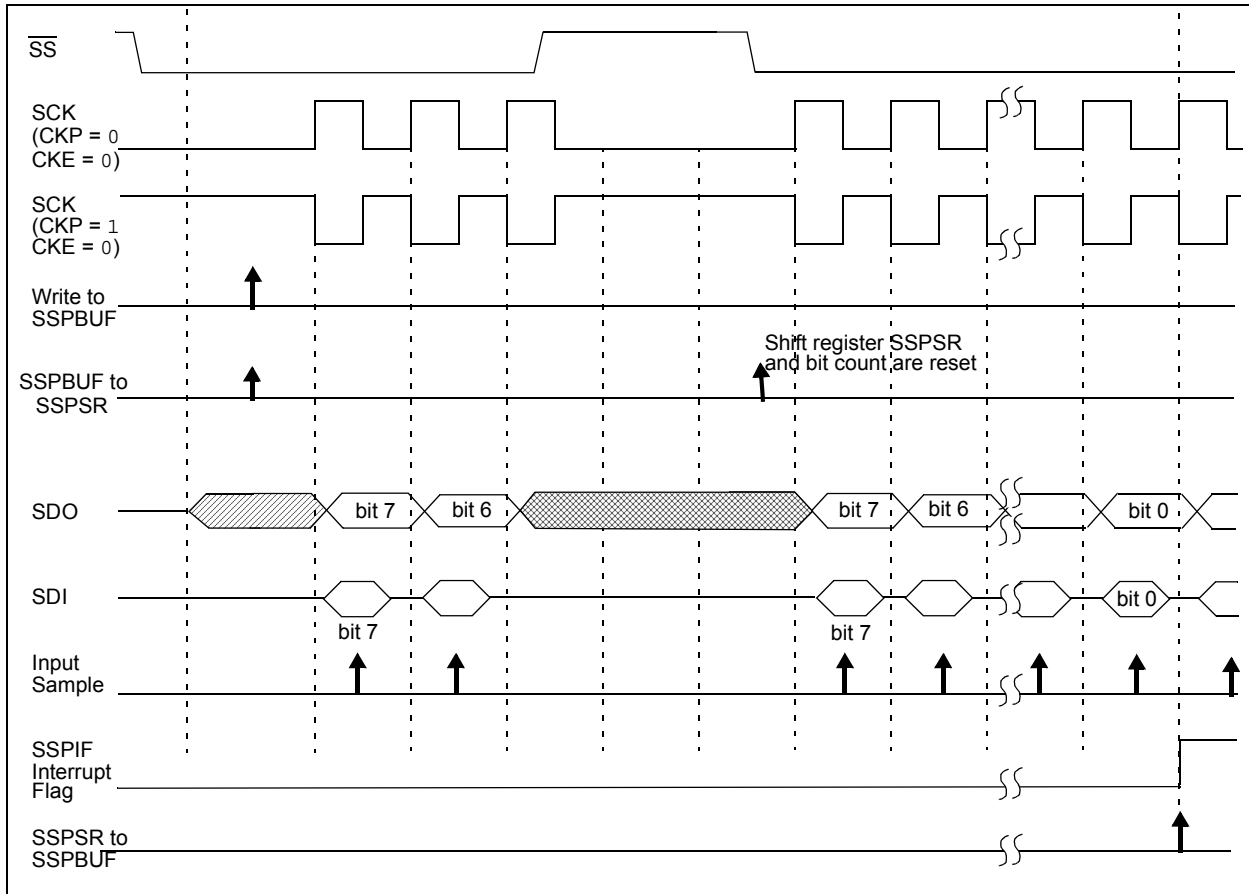 SS
SCK
(CKP = 0
CKE = 0)
SCK
(CKP = 1
CKE = 0)
Write to
SSPBUF
Shift register SSPSR
and bit count are reset
SSPBUF to
SSPSR
SDO
bit 7
bit 6
bit 7
bit 6
bit 0
SDI
bit 0
bit 7
bit 7
Input
Sample
SSPIF
Interrupt
Flag
SSPSR to
SSPBUF